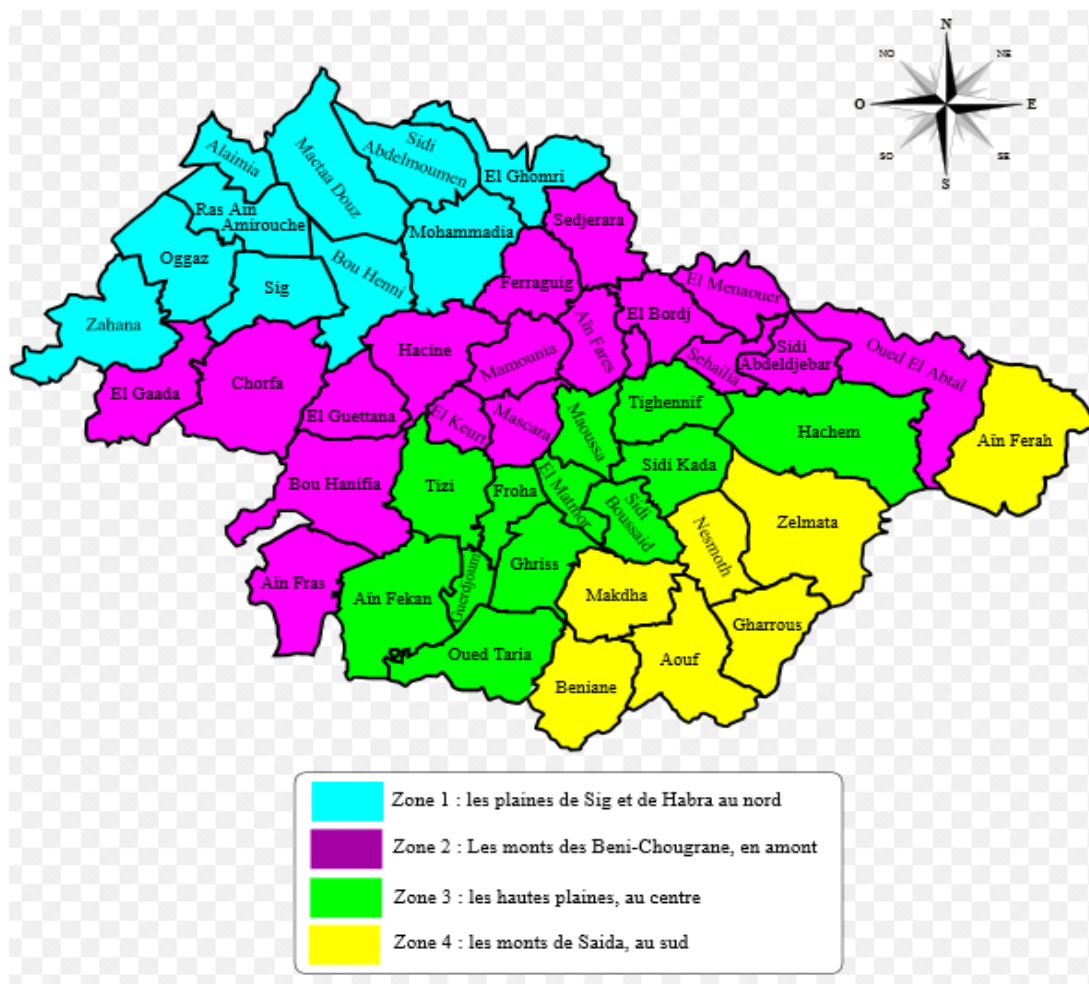 N
NO
NE
O
E
SO
SE
S
Alaimia
Mactaa Douz
Sidi
Abdelmoumen
El Ghomri
Ras Ain
Amirouche
Mohammadia
Sedjerara
Oggaz
Bou Henni
Sig
Ferraguig
El Menaouer
Zahana
El Bordj
Aïn Fares
Hacine
Mamounia
Sehailia
Sidi
Abdeldjebar
Oued El Abtal
El Gaada
Chorfa
El Guettana
El Keurt
Mascara
Maoussa
Tighennif
Hachem
Aïn Ferah
Bou Hanifia
Tizi
Froha
El Matmor
Sidi Kada
Sidi
Boussaid
Nesmoth
Zelmata
Aïn Fras
Aïn Fekan
Guerdjoum
Ghriss
Makdha
Gharrous
Oued Taria
Aouf
Beniane
Zone 1 : les plaines de Sig et de Habra au nord
Zone 2 : Les monts des Beni-Chougrane, en amont
Zone 3 : les hautes plaines, au centre
Zone 4 : les monts de Saida, au sud